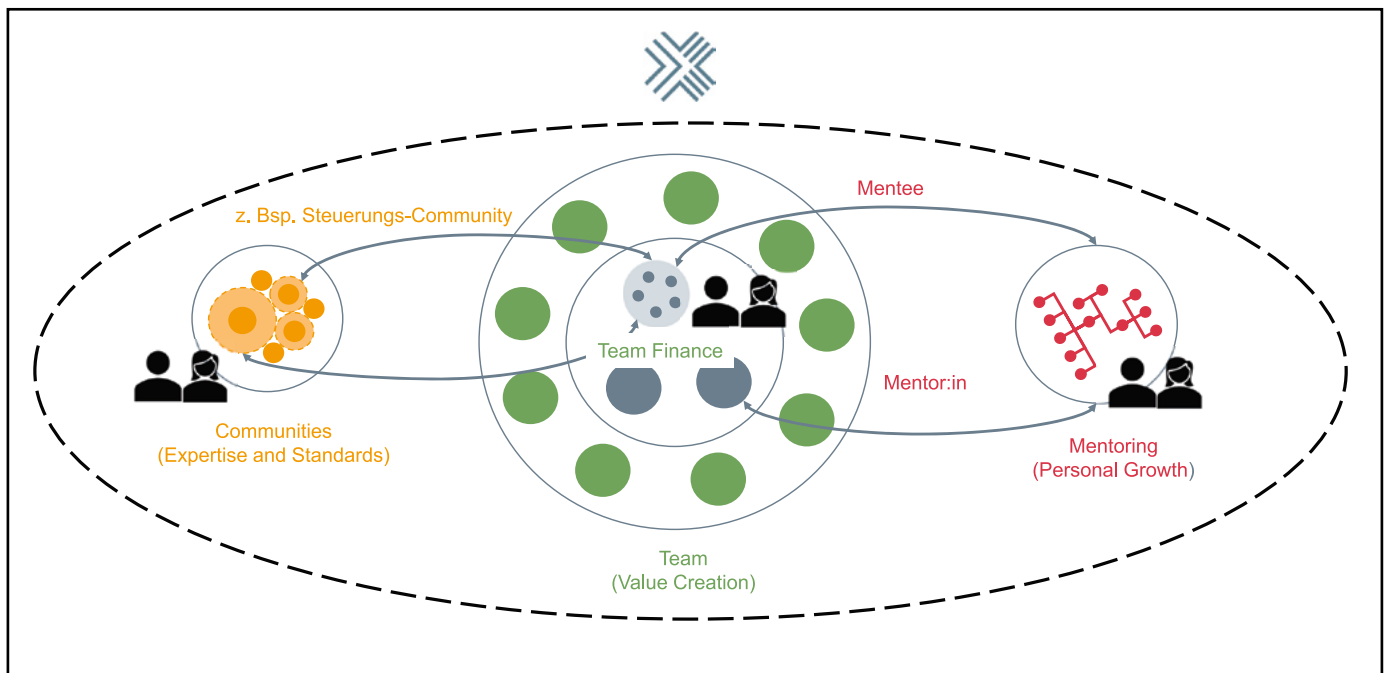 Mentee
z. Bsp. Steuerungs-Community
Team Finance
Mentor:in
Communities
(Expertise and Standards)
Mentoring
(Personal Growth)
Team
(Value Creation)